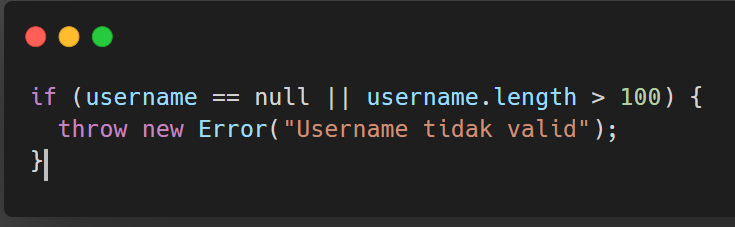 if (username == null || username.length > 100) {
  throw new Error("Username tidak valid");
}